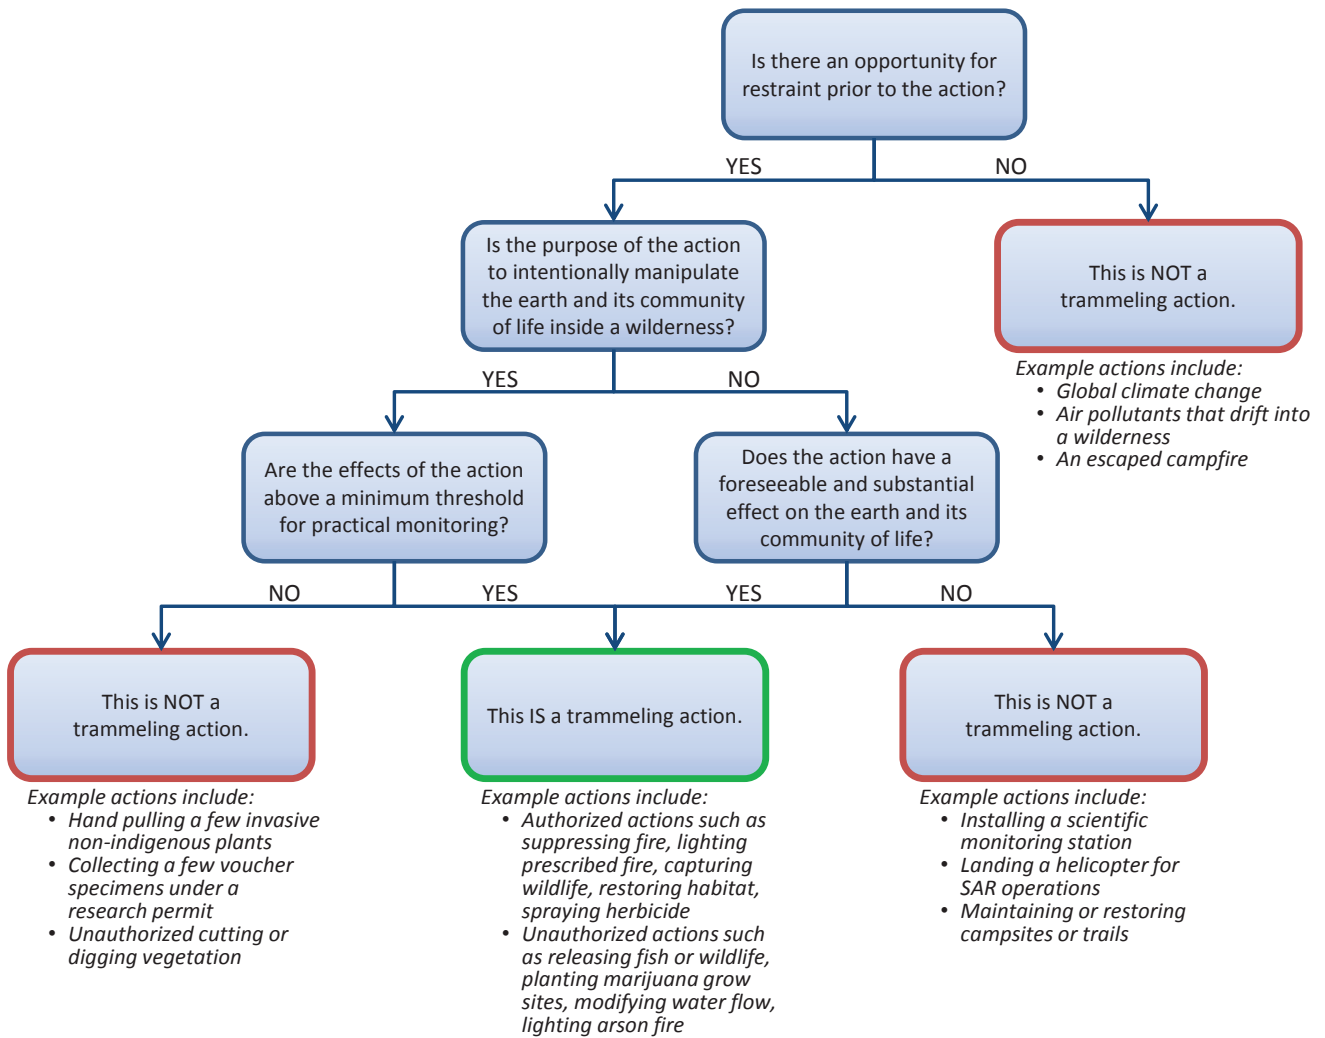 Is there an opportunity for
restraint prior to the action?
YES
NO
Is the purpose of the action
to intentionally manipulate
the earth and its community
of life inside a wilderness?
This is NOT a
trammeling action.
Example actions include:
• Global climate change
• Air pollutants that drift into
a wilderness
• An escaped campfire
YES
NO
Are the effects of the action
above a minimum threshold
for practical monitoring?
Does the action have a
foreseeable and substantial
effect on the earth and its
community of life?
NO
YES
YES
NO
This is NOT a
trammeling action.
Example actions include:
• Hand pulling a few invasive
non-indigenous plants
• Collecting a few voucher
specimens under a
research permit
• Unauthorized cutting or
digging vegetation
This IS a trammeling action.
Example actions include:
• Authorized actions such as
suppressing fire, lighting
prescribed fire, capturing
wildlife, restoring habitat,
spraying herbicide
• Unauthorized actions such
as releasing fish or wildlife,
planting marijuana grow
sites, modifying water flow,
lighting arson fire
This is NOT a
trammeling action.
Example actions include:
• Installing a scientific
monitoring station
• Landing a helicopter for
SAR operations
• Maintaining or restoring
campsites or trails